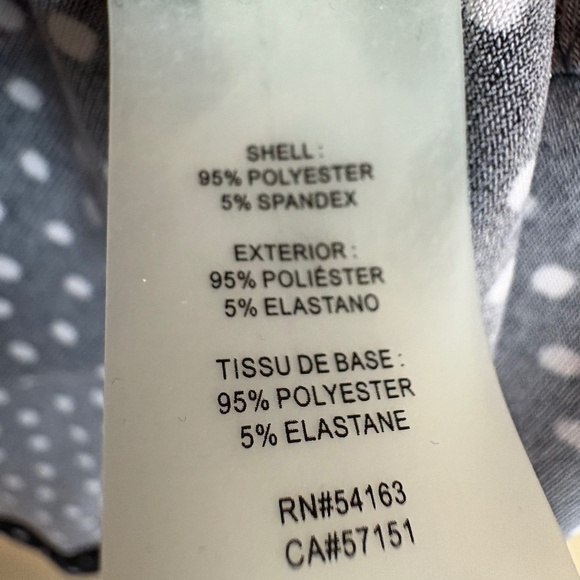 SHELL :
95% POLYESTER
5% SPANDEX
EXTERIOR :
95% POLIÉSTER
5% ELASTANO
TISSU DE BASE :
95% POLYESTER
5% ELASTANE
RN#54163
CA#57151